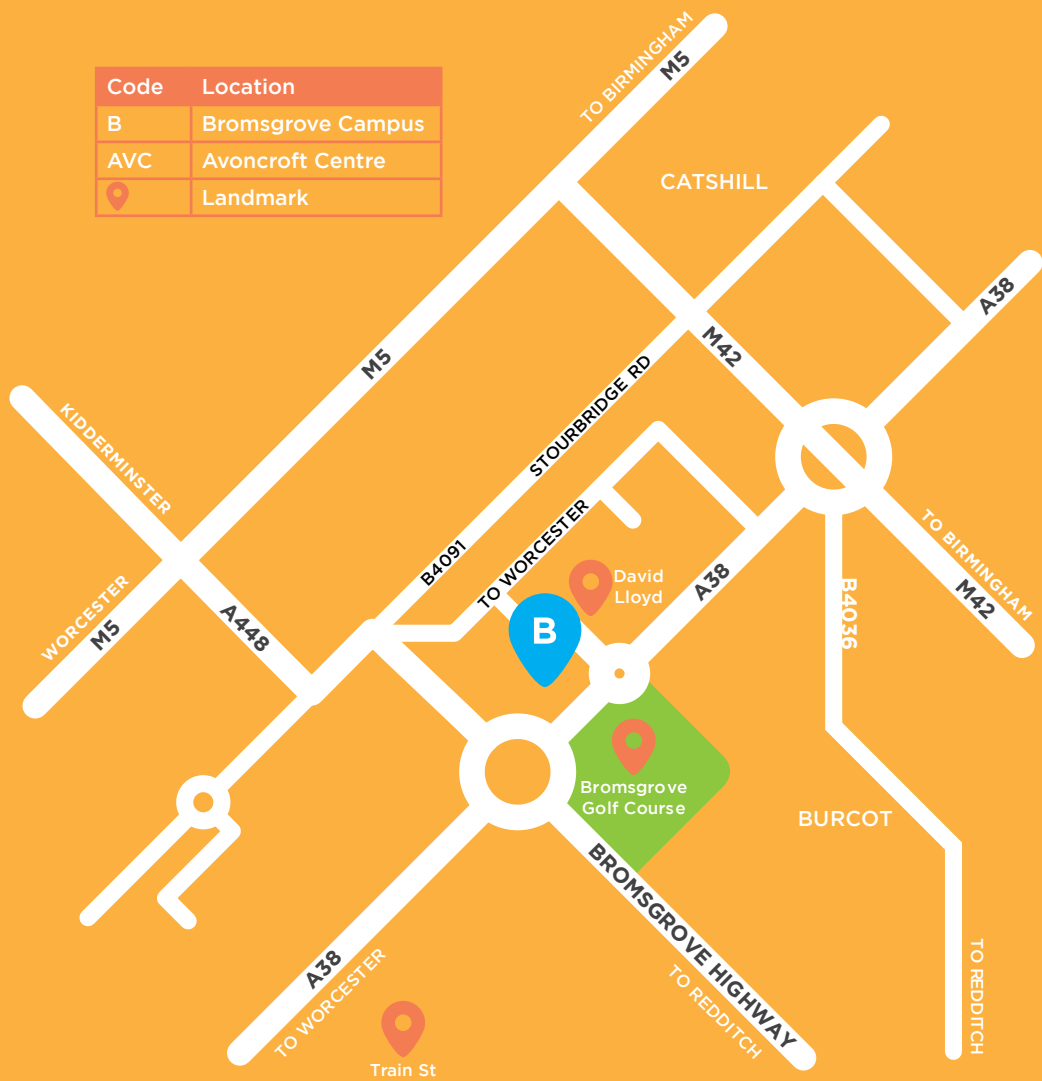 Code Location
B Bromsgrove Campus
AVC Avoncroft Centre
Landmark
TO BIRMINGHAM
M5
CATSHILL
A38
M42
M5
STOURBRIDGE RD
KIDDERMINSTER
TO WORCESTER
B4091
TO BIRMINGHAM
M42
David
Lloyd
A38
B4036
B
WORCESTER
M5
A448
Bromsgrove
Golf Course
BURCOT
BROMSGROVE HIGHWAY
TO REDDITCH
A38
TO WORCESTER
TO REDDITCH
Train St